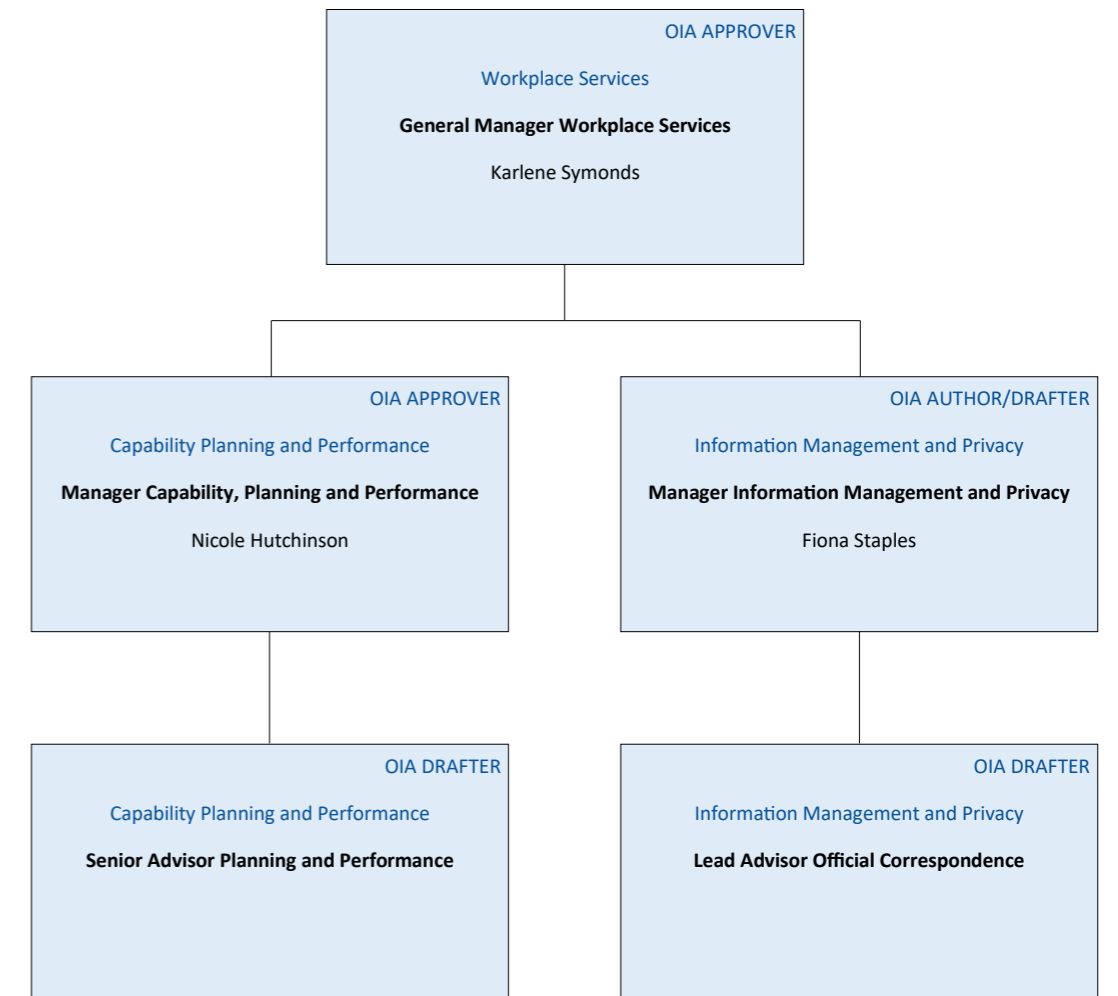 OIA APPROVER
Workplace Services
General Manager Workplace Services
Karlene Symonds
OIA APPROVER
Capability Planning and Performance
Manager Capability, Planning and Performance
Nicole Hutchinson
OIA AUTHOR/DRAFTER
Information Management and Privacy
Manager Information Management and Privacy
Fiona Staples
OIA DRAFTER
Capability Planning and Performance
Senior Advisor Planning and Performance
OIA DRAFTER
Information Management and Privacy
Lead Advisor Official Correspondence